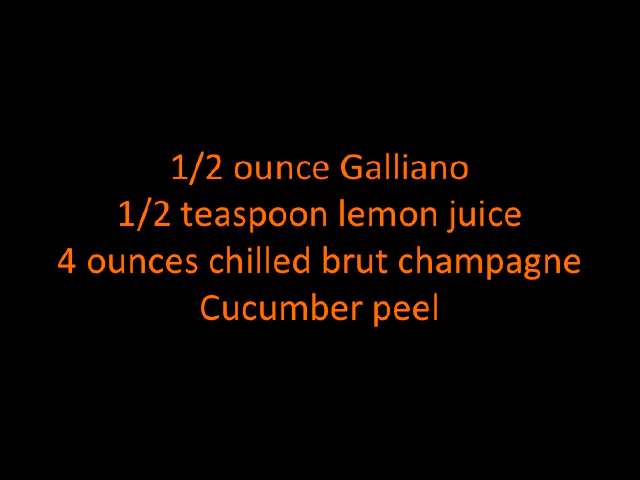 1/2 ounce Galliano
1/2 teaspoon lemon juice
4 ounces chilled brut champagne
Cucumber peel